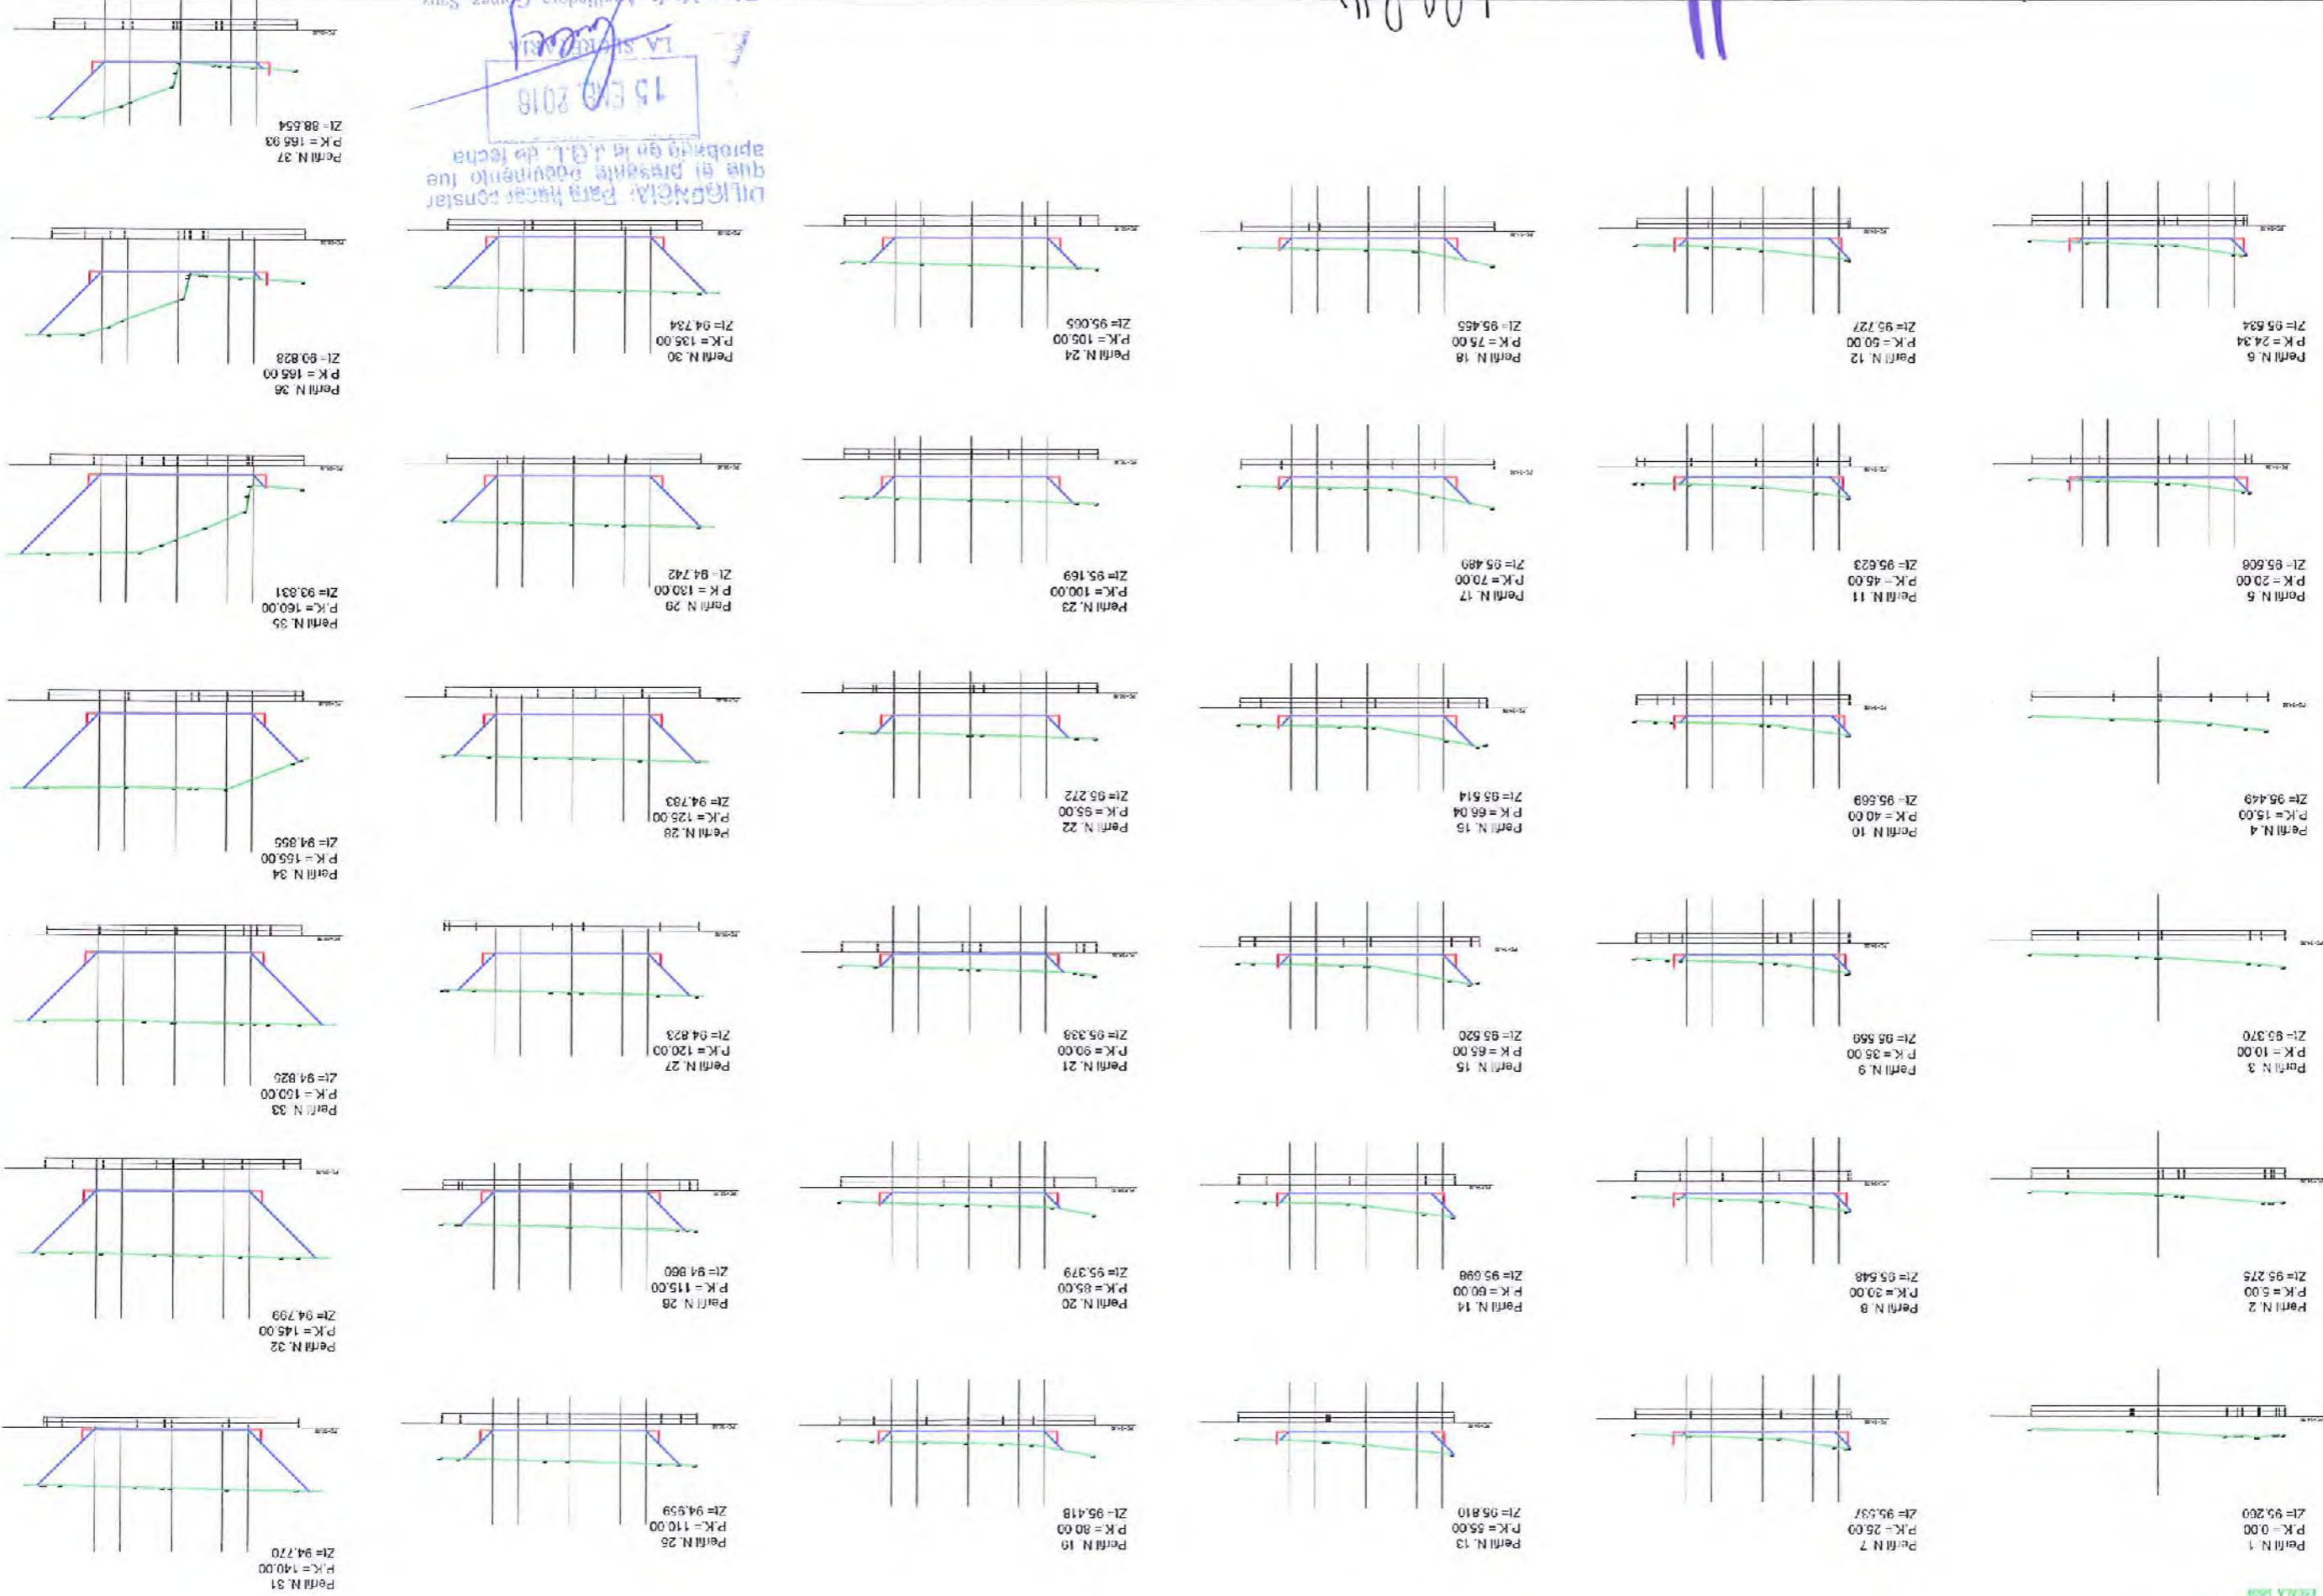 Perfil N. 1
P.K.= 0.00
Zt= 95.260
Perfil N. 2
P.K.= 5.00
Zt= 95.275
Perfil N. 3
P.K.= 10.00
Zt= 95.370
Perfil N. 4
P.K.= 15.00
Zt= 95.449
Perfil N. 5
P.K.= 20.00
Zt= 95.508
Perfil N. 6
P.K.= 24.34
Zt= 95.534
Perfil N. 7
P.K.= 25.00
Zt= 95.537
Perfil N. 8
P.K.= 30.00
Zt= 95.548
Perfil N. 9
P.K.= 35.00
Zt= 95.559
Perfil N. 10
P.K.= 40.00
Zt= 95.569
Perfil N. 11
P.K.= 45.00
Zt= 95.623
Perfil N. 12
P.K.= 50.00
Zt= 95.727
Perfil N. 13
P.K.= 55.00
Zt= 95.810
Perfil N. 14
P.K.= 60.00
Zt= 95.698
Perfil N. 15
P.K.= 65.00
Zt= 95.520
Perfil N. 16
P.K.= 66.04
Zt= 95.514
Perfil N. 17
P.K.= 70.00
Zt= 95.489
Perfil N. 18
P.K.= 75.00
Zt= 95.455
Perfil N. 19
P.K.= 80.00
Zt= 95.418
Perfil N. 20
P.K.= 85.00
Zt= 95.379
Perfil N. 21
P.K.= 90.00
Zt= 95.338
Perfil N. 22
P.K.= 95.00
Zt= 95.272
Perfil N. 23
P.K.= 100.00
Zt= 95.169
Perfil N. 24
P.K.= 105.00
Zt= 95.065
Perfil N. 25
P.K.= 110.00
Zt= 94.959
Perfil N. 26
P.K.= 115.00
Zt= 94.860
Perfil N. 27
P.K.= 120.00
Zt= 94.823
Perfil N. 28
P.K.= 125.00
Zt= 94.783
Perfil N. 29
P.K.= 130.00
Zt= 94.742
Perfil N. 30
P.K.= 135.00
Zt= 94.734
Perfil N. 31
P.K.= 140.00
Zt= 94.770
Perfil N. 32
P.K.= 145.00
Zt= 94.799
Perfil N. 33
P.K.= 150.00
Zt= 94.825
Perfil N. 34
P.K.= 155.00
Zt= 94.855
Perfil N. 35
P.K.= 160.00
Zt= 93.831
Perfil N. 36
P.K.= 165.00
Zt= 90.828
Perfil N. 37
P.K.= 165.93
Zt= 88.554
DILIGENCIA: Para hacer constar
que el presente documento fue
aprobado en la J.G.L. de fecha
15 ENE. 2018
LA SECRETARIA
Auxiliadora Gómez